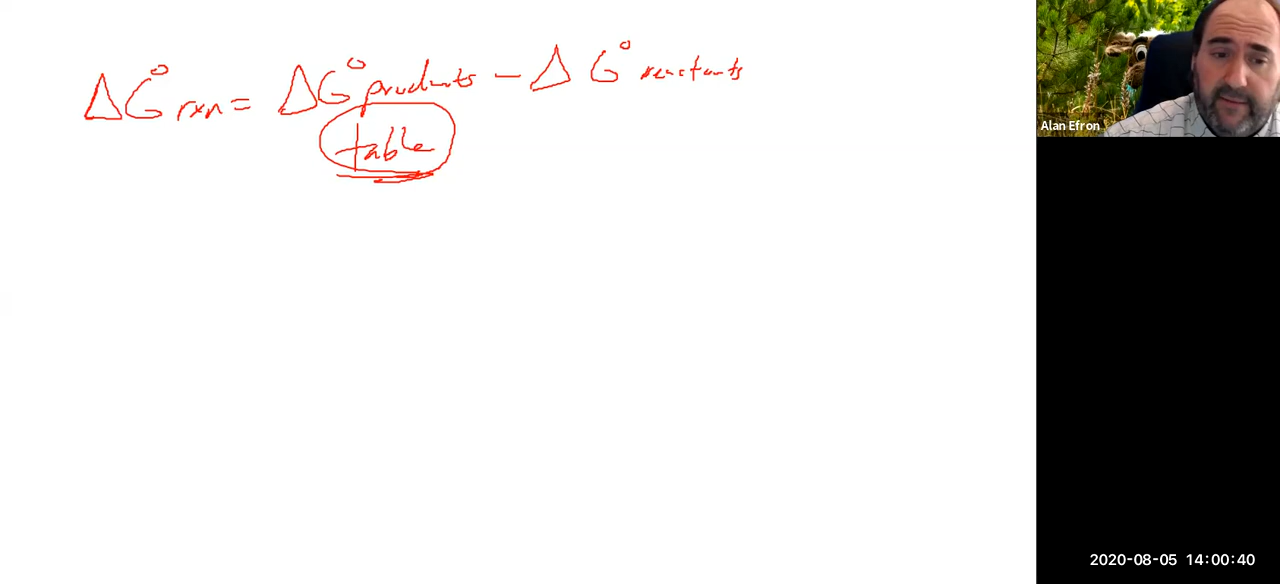 ΔG° rxn = ΔG° products - ΔG° reactants
table
Alan Efron
2020-08-05 14:00:40